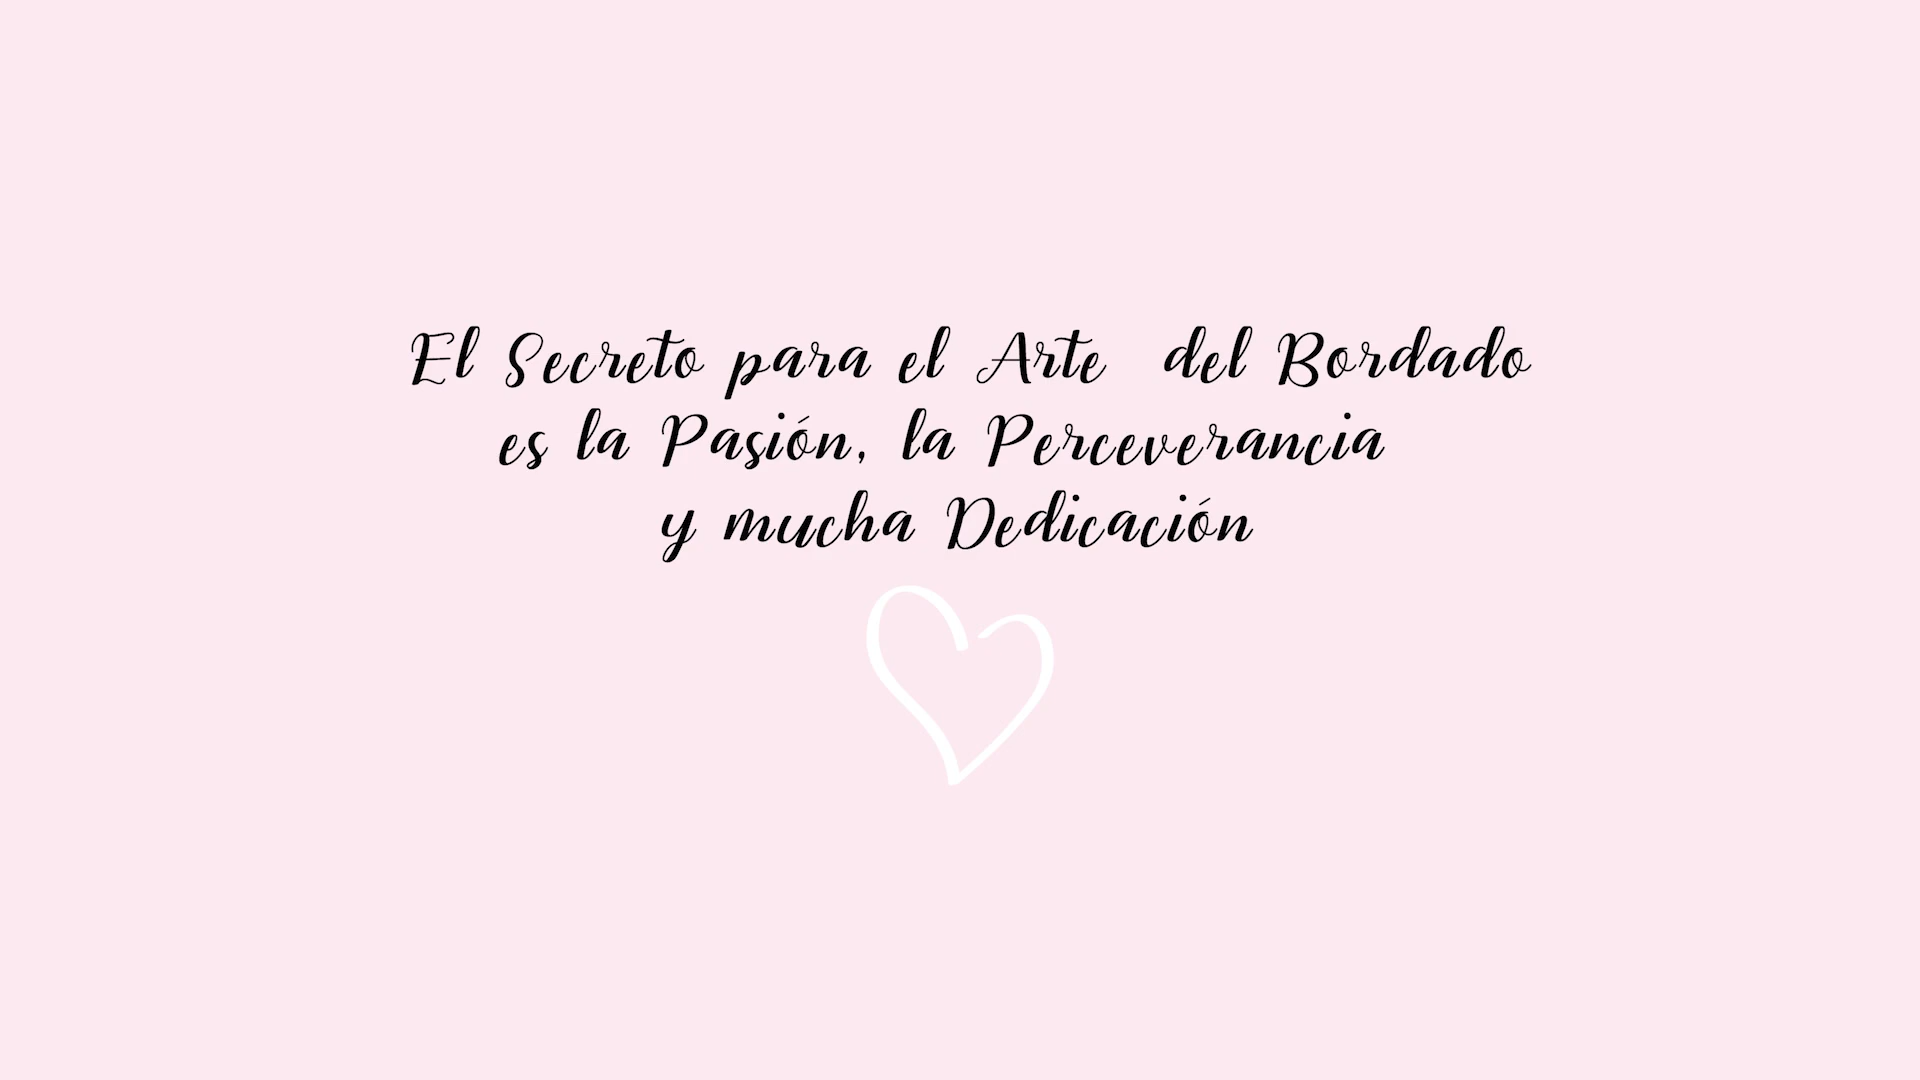 El Secreto para el Arte del Bordado
es la Pasión, la Perceverancia
y mucha Dedicación